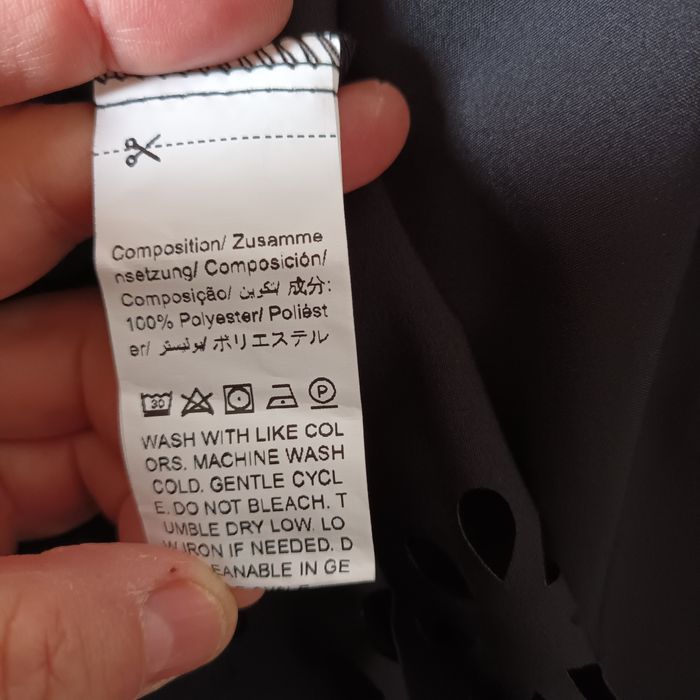 Composition/ Zusamme
nsetzung/ Composición/
Composição/ تكوين/ 成分:
100% Polyester/ Poliést
er/ بوليستر/ ポリエステル
30 P
WASH WITH LIKE COL
ORS. MACHINE WASH
COLD. GENTLE CYCL
E. DO NOT BLEACH. T
UMBLE DRY LOW. LO
W IRON IF NEEDED. D
EANABLE IN GE